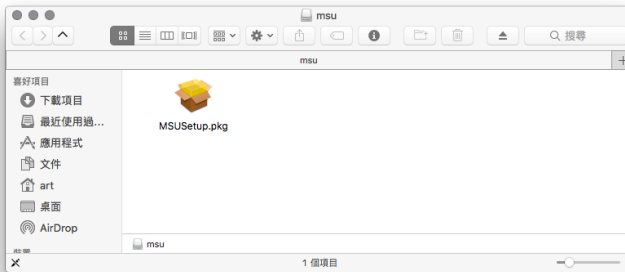 msu
搜尋
msu
喜好項目
下載項目
最近使用過...
應用程式
文件
art
桌面
AirDrop
MSUSetup.pkg
msu
1 個項目